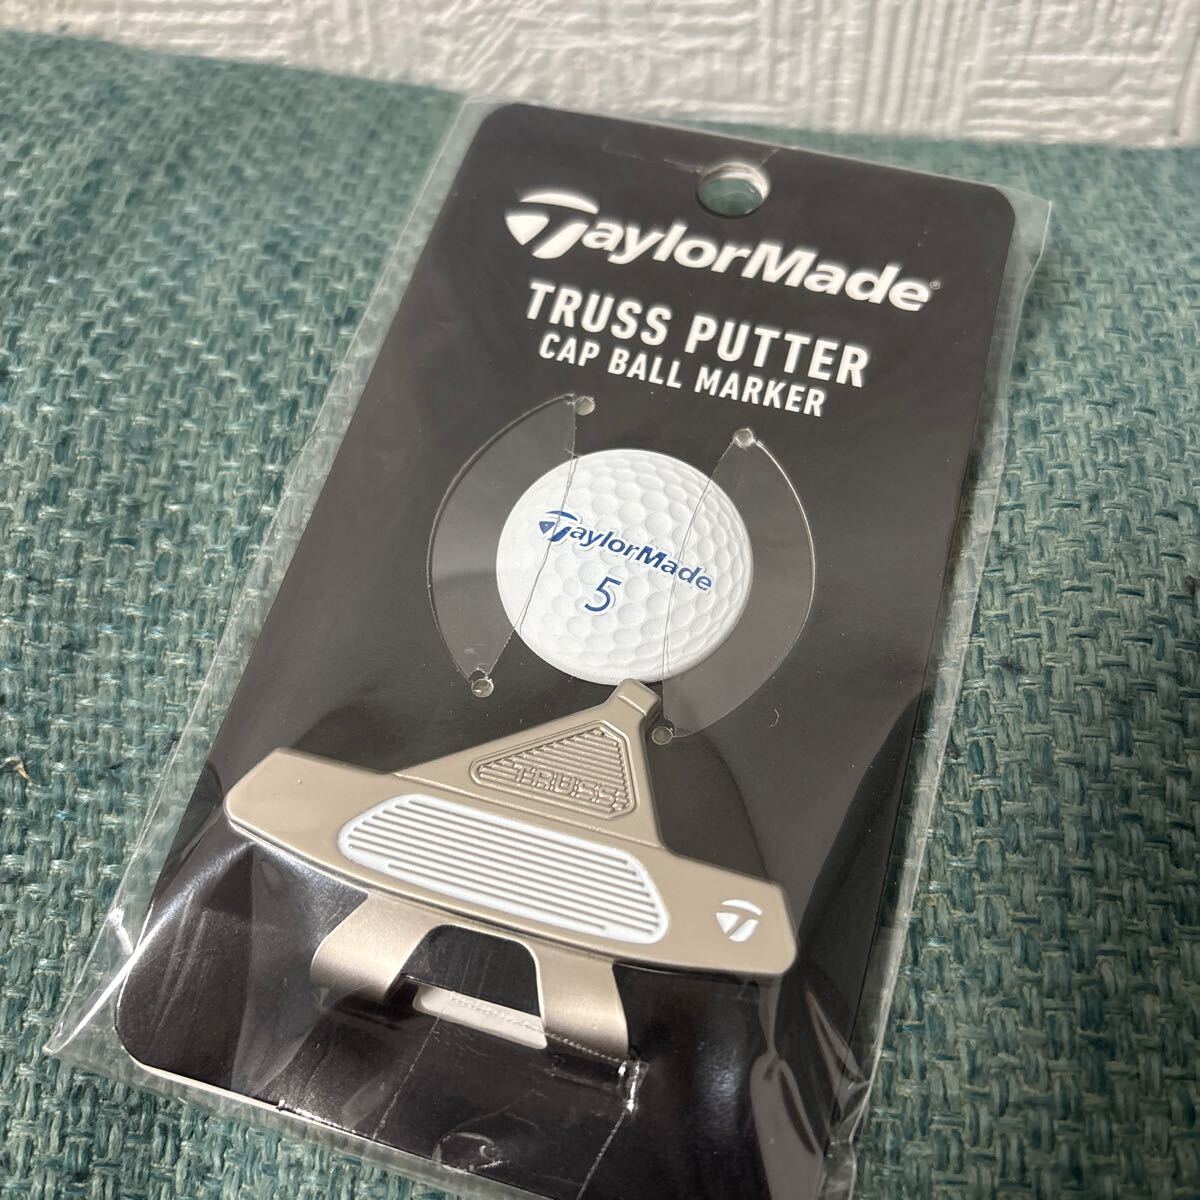 TaylorMade®
TRUSS PUTTER
CAP BALL MARKER
TaylorMade
5
TRUSS